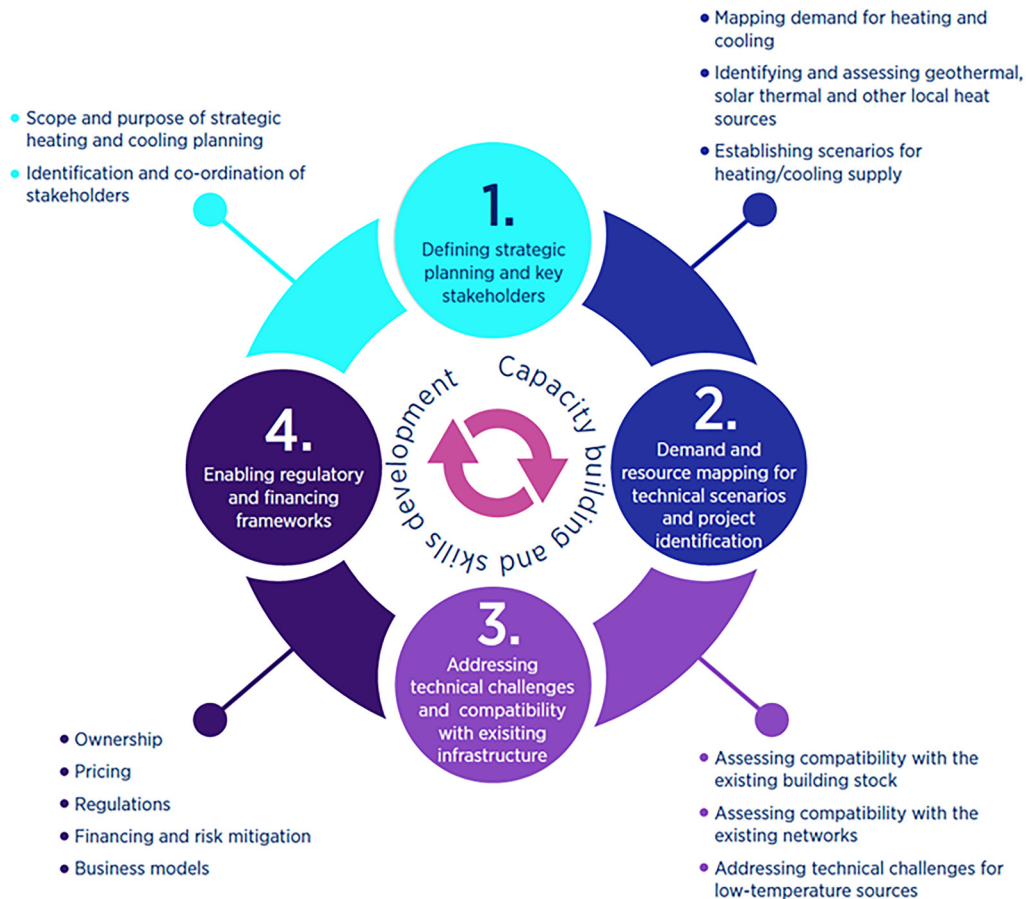 Scope and purpose of strategic
heating and cooling planning
Identification and co-ordination of
stakeholders
1.
Defining strategic
planning and key
stakeholders
Mapping demand for heating and
cooling
Identifying and assessing geothermal,
solar thermal and other local heat
sources
Establishing scenarios for
heating/cooling supply
2.
Demand and
resource mapping for
technical scenarios
and project
identification
3.
Addressing
technical challenges
and compatibility
with exisiting
infrastructure
Assessing compatibility with the
existing building stock
Assessing compatibility with the
existing networks
Addressing technical challenges for
low-temperature sources
4.
Enabling regulatory
and financing
frameworks
Ownership
Pricing
Regulations
Financing and risk mitigation
Business models
Capacity building and skills development